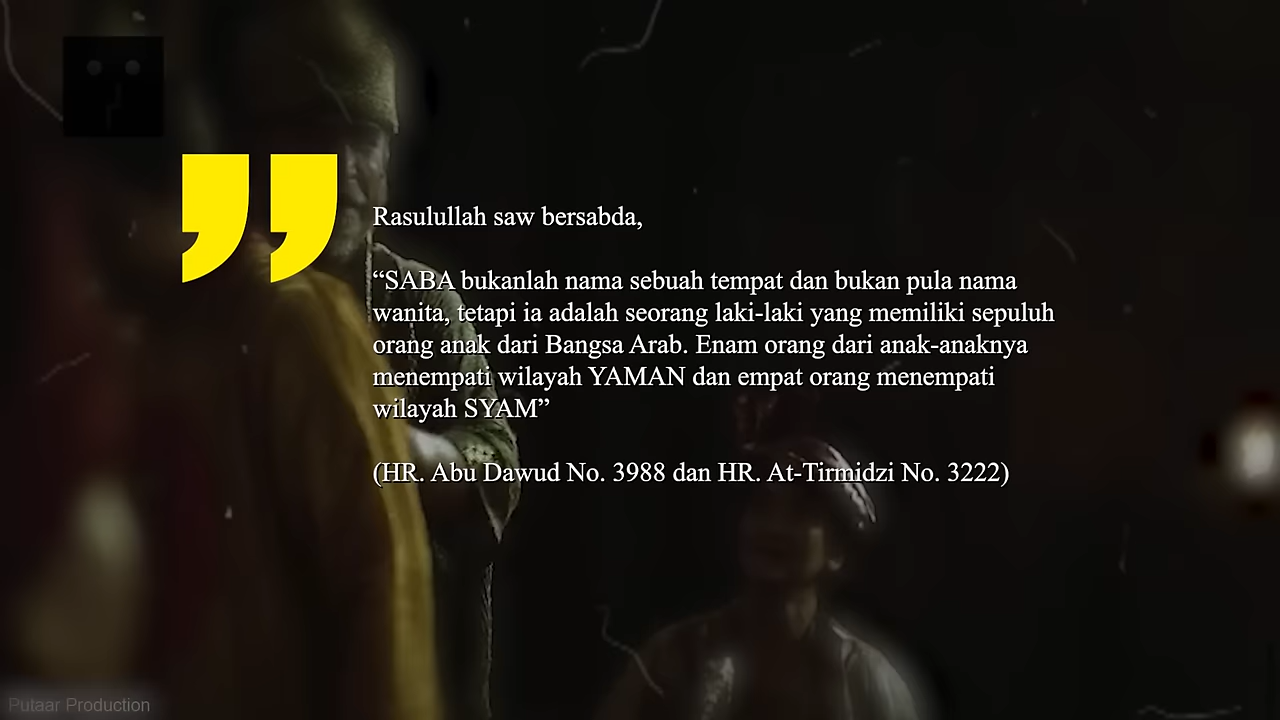 Rasulullah saw bersabda,
“SABA bukanlah nama sebuah tempat dan bukan pula nama
wanita, tetapi ia adalah seorang laki-laki yang memiliki sepuluh
orang anak dari Bangsa Arab. Enam orang dari anak-anaknya
menempati wilayah YAMAN dan empat orang menempati
wilayah SYAM”
(HR. Abu Dawud No. 3988 dan HR. At-Tirmidzi No. 3222)
Putaar Production